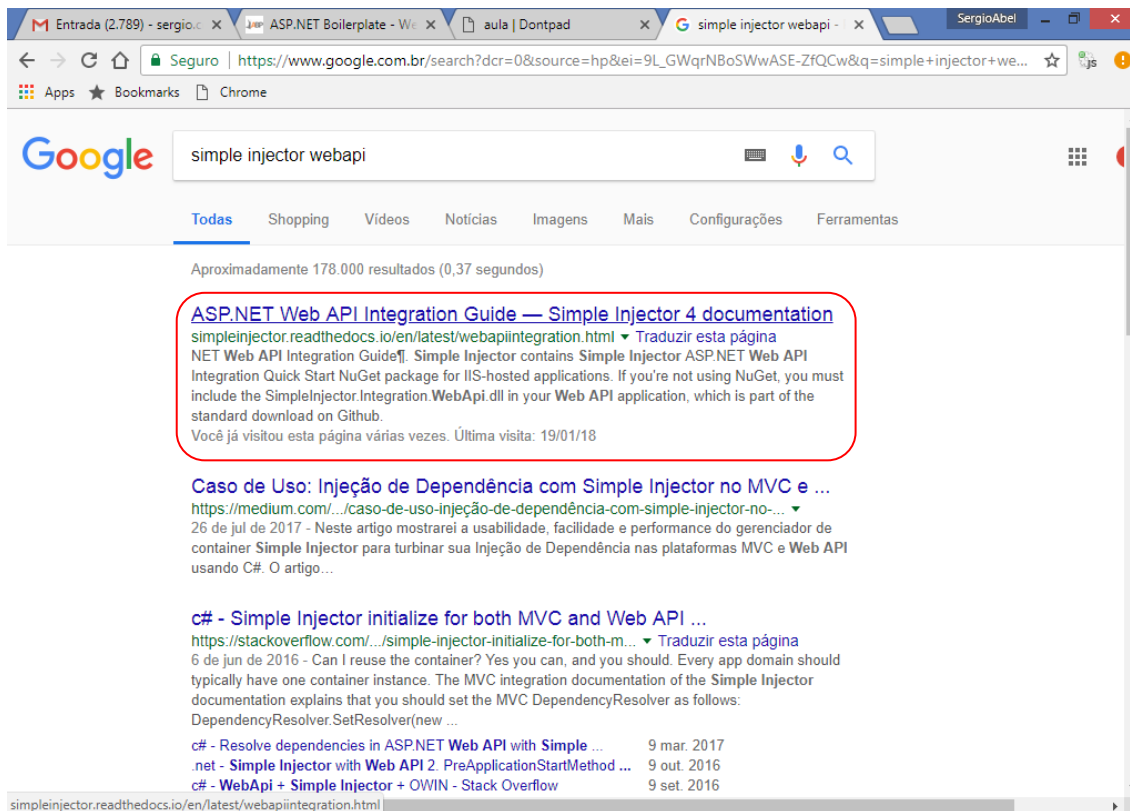 Entrada (2.789) - sergio.c
ASP.NET Boilerplate - We
aula | Dontpad
simple injector webapi -
SergioAbel
Seguro
https://www.google.com.br/search?dcr=0&source=hp&ei=9L_GWqrNBoSWwASE-ZfQCw&q=simple+injector+we...
js
Apps
Bookmarks
Chrome
Google
simple injector webapi
Todas
Shopping
Vídeos
Notícias
Imagens
Mais
Configurações
Ferramentas
Aproximadamente 178.000 resultados (0,37 segundos)
ASP.NET Web API Integration Guide — Simple Injector 4 documentation
simpleinjector.readthedocs.io/en/latest/webapiintegration.html ▾ Traduzir esta página
NET Web API Integration Guide¶. Simple Injector contains Simple Injector ASP.NET Web API
Integration Quick Start NuGet package for IIS-hosted applications. If you're not using NuGet, you must
include the SimpleInjector.Integration.WebApi.dll in your Web API application, which is part of the
standard download on Github.
Você já visitou esta página várias vezes. Última visita: 19/01/18
Caso de Uso: Injeção de Dependência com Simple Injector no MVC e ...
https://medium.com/.../caso-de-uso-injeção-de-dependência-com-simple-injector-no-... ▾
26 de jul de 2017 - Neste artigo mostrarei a usabilidade, facilidade e performance do gerenciador de
container Simple Injector para turbinar sua Injeção de Dependência nas plataformas MVC e Web API
usando C#. O artigo…
c# - Simple Injector initialize for both MVC and Web API ...
https://stackoverflow.com/.../simple-injector-initialize-for-both-m... ▾ Traduzir esta página
6 de jun de 2016 - Can I reuse the container? Yes you can, and you should. Every app domain should
typically have one container instance. The MVC integration documentation of the Simple Injector
documentation explains that you should set the MVC DependencyResolver as follows:
DependencyResolver.SetResolver(new ...
c# - Resolve dependencies in ASP.NET Web API with Simple ... 9 mar. 2017
.net - Simple Injector with Web API 2. PreApplicationStartMethod ... 9 out. 2016
c# - WebApi + Simple Injector + OWIN - Stack Overflow 9 set. 2016
simpleinjector.readthedocs.io/en/latest/webapiintegration.html